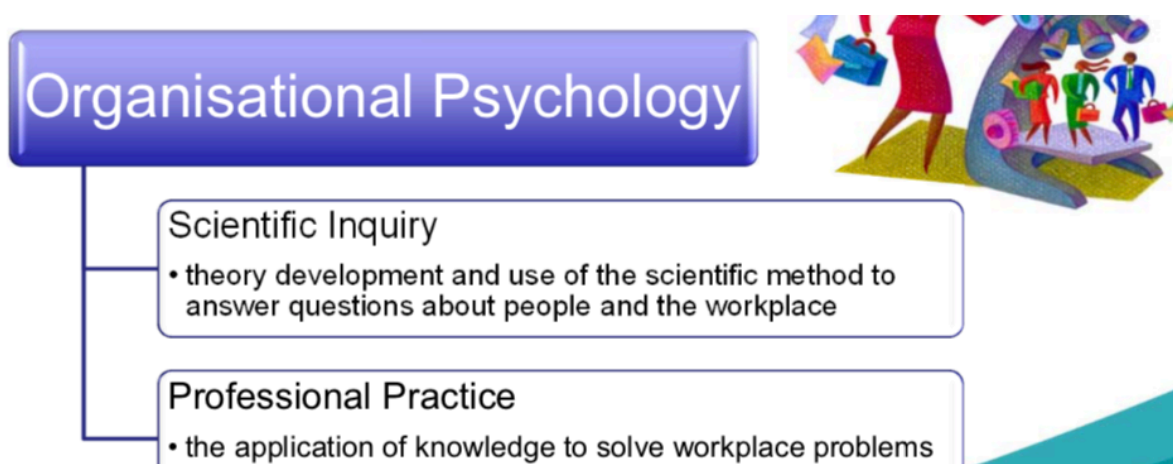 Organisational Psychology
Scientific Inquiry
• theory development and use of the scientific method to
answer questions about people and the workplace
Professional Practice
• the application of knowledge to solve workplace problems